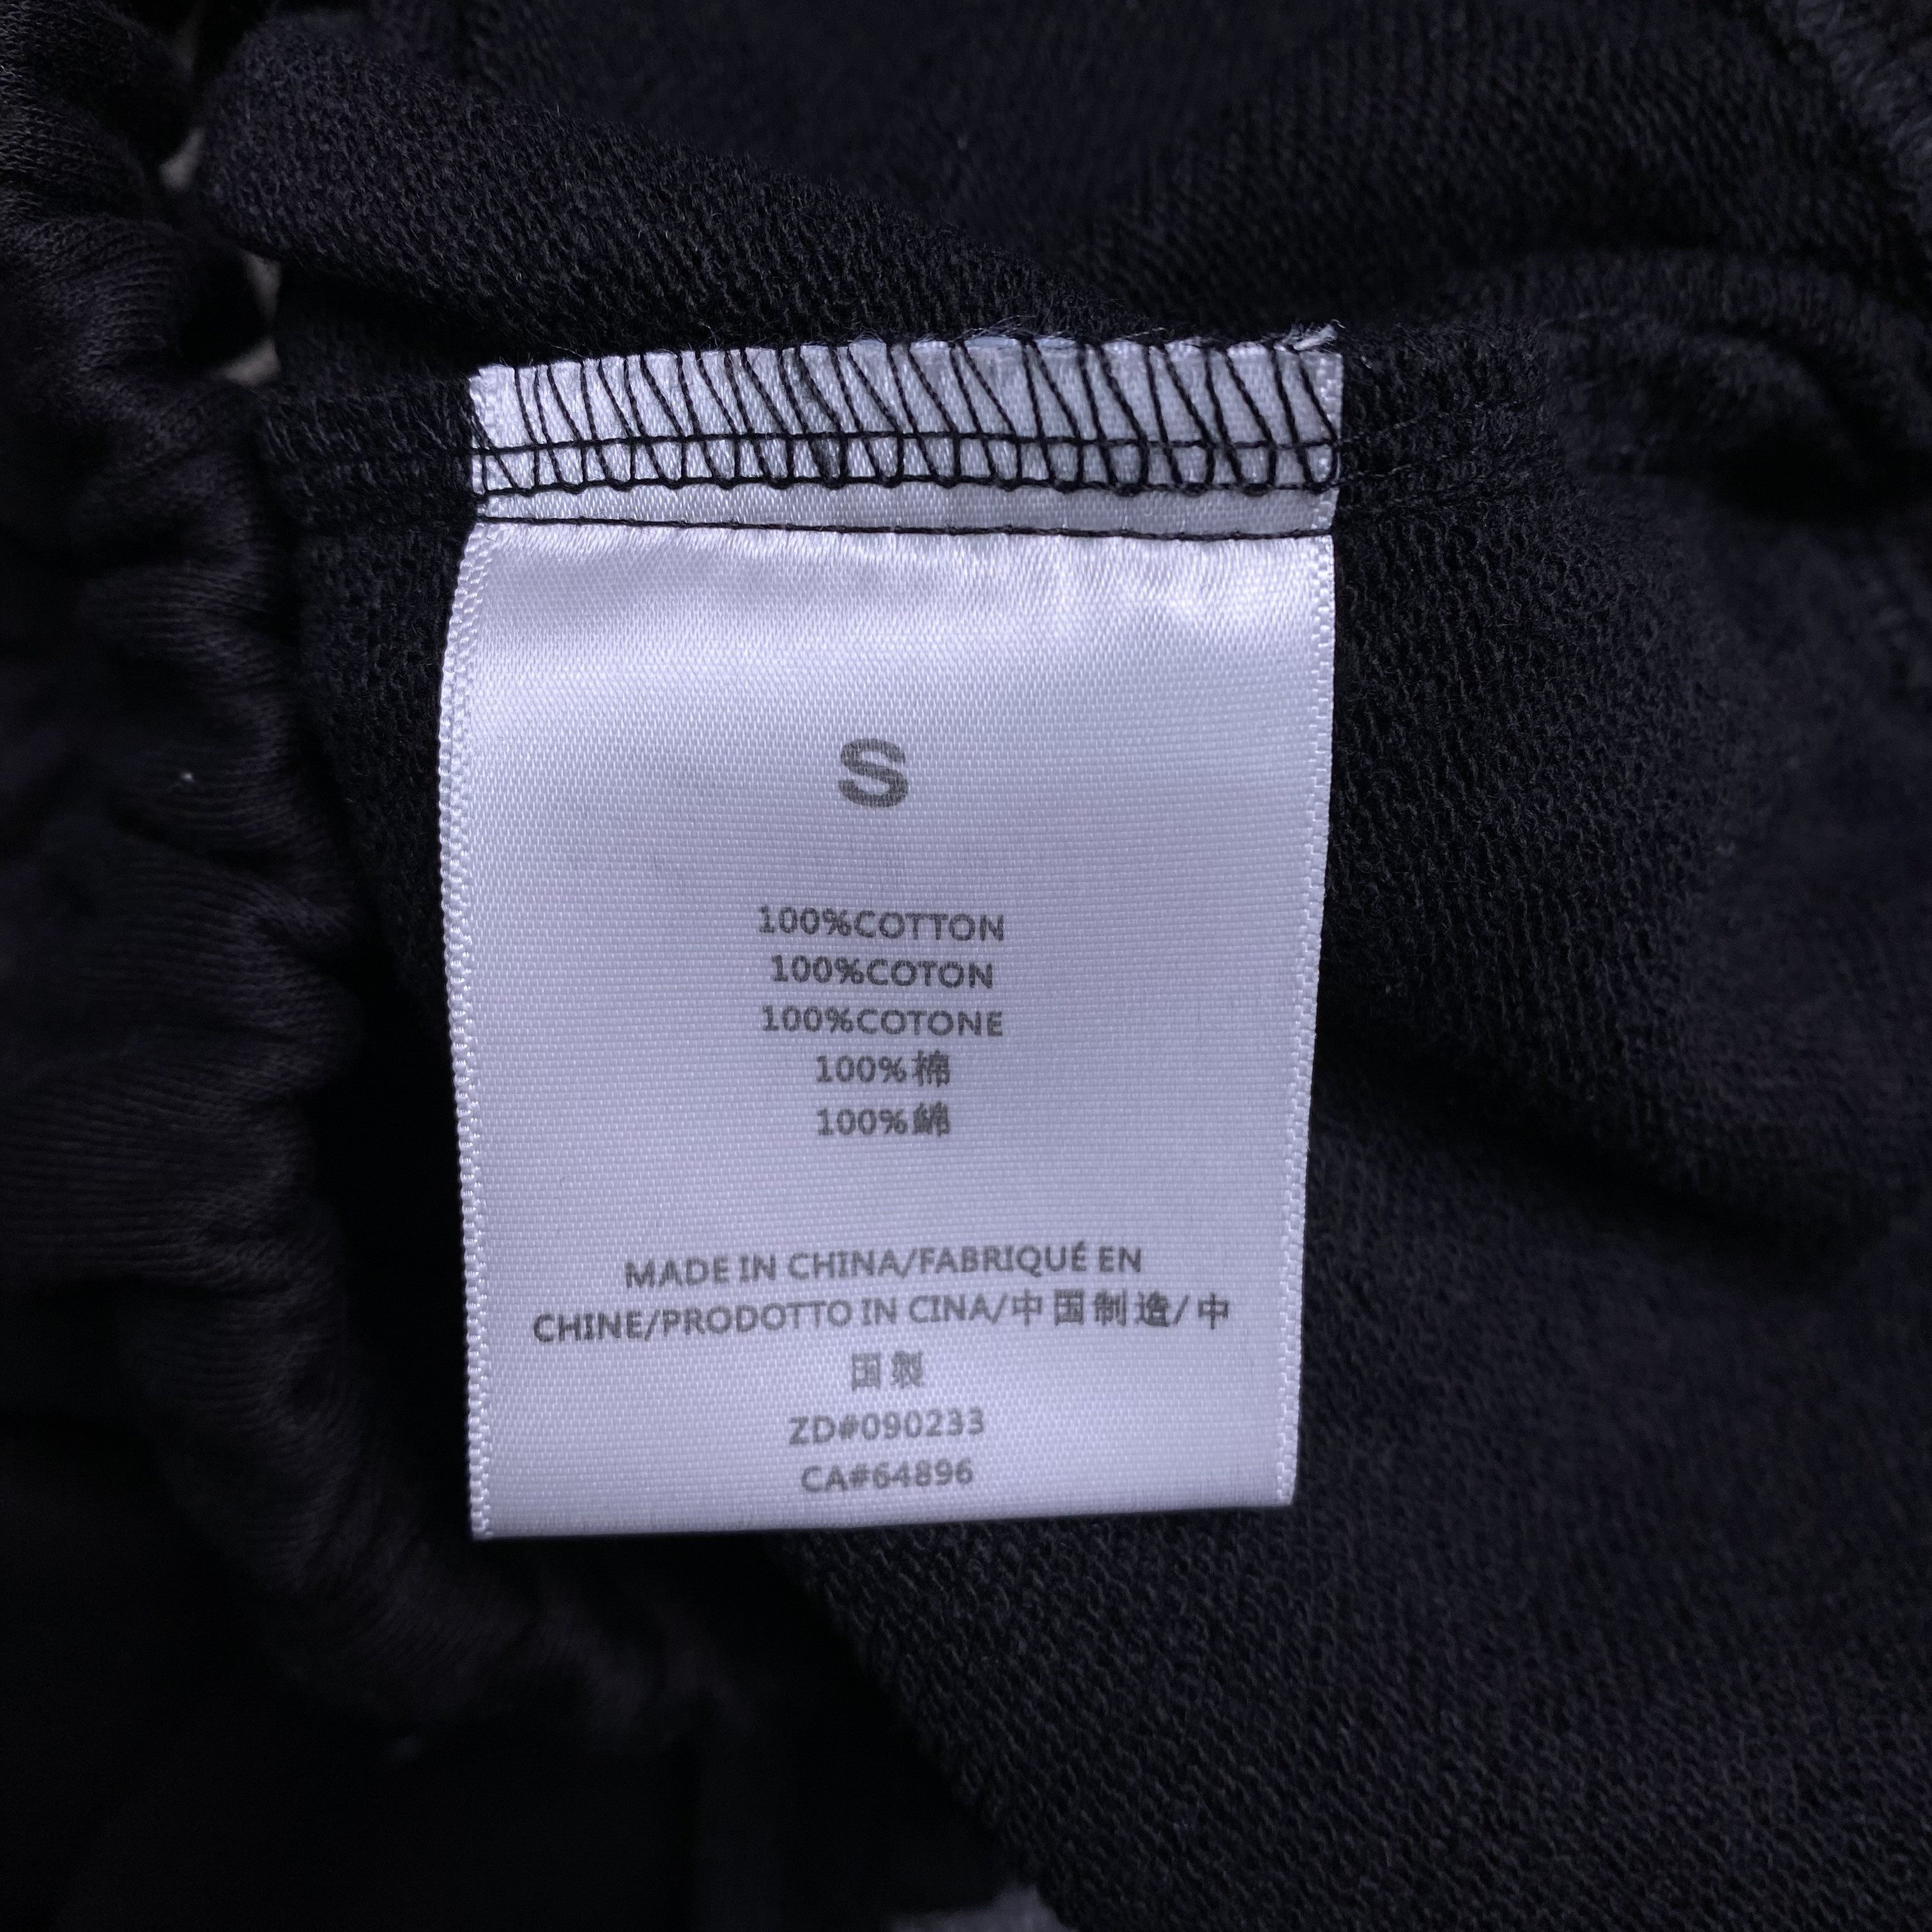 S
100%COTTON
100%COTON
100%COTONE
100%棉
100%綿
MADE IN CHINA/FABRIQUÉ EN
CHINE/PRODOTTO IN CINA/中国制造/中
国製
ZD#090233
CA#64896